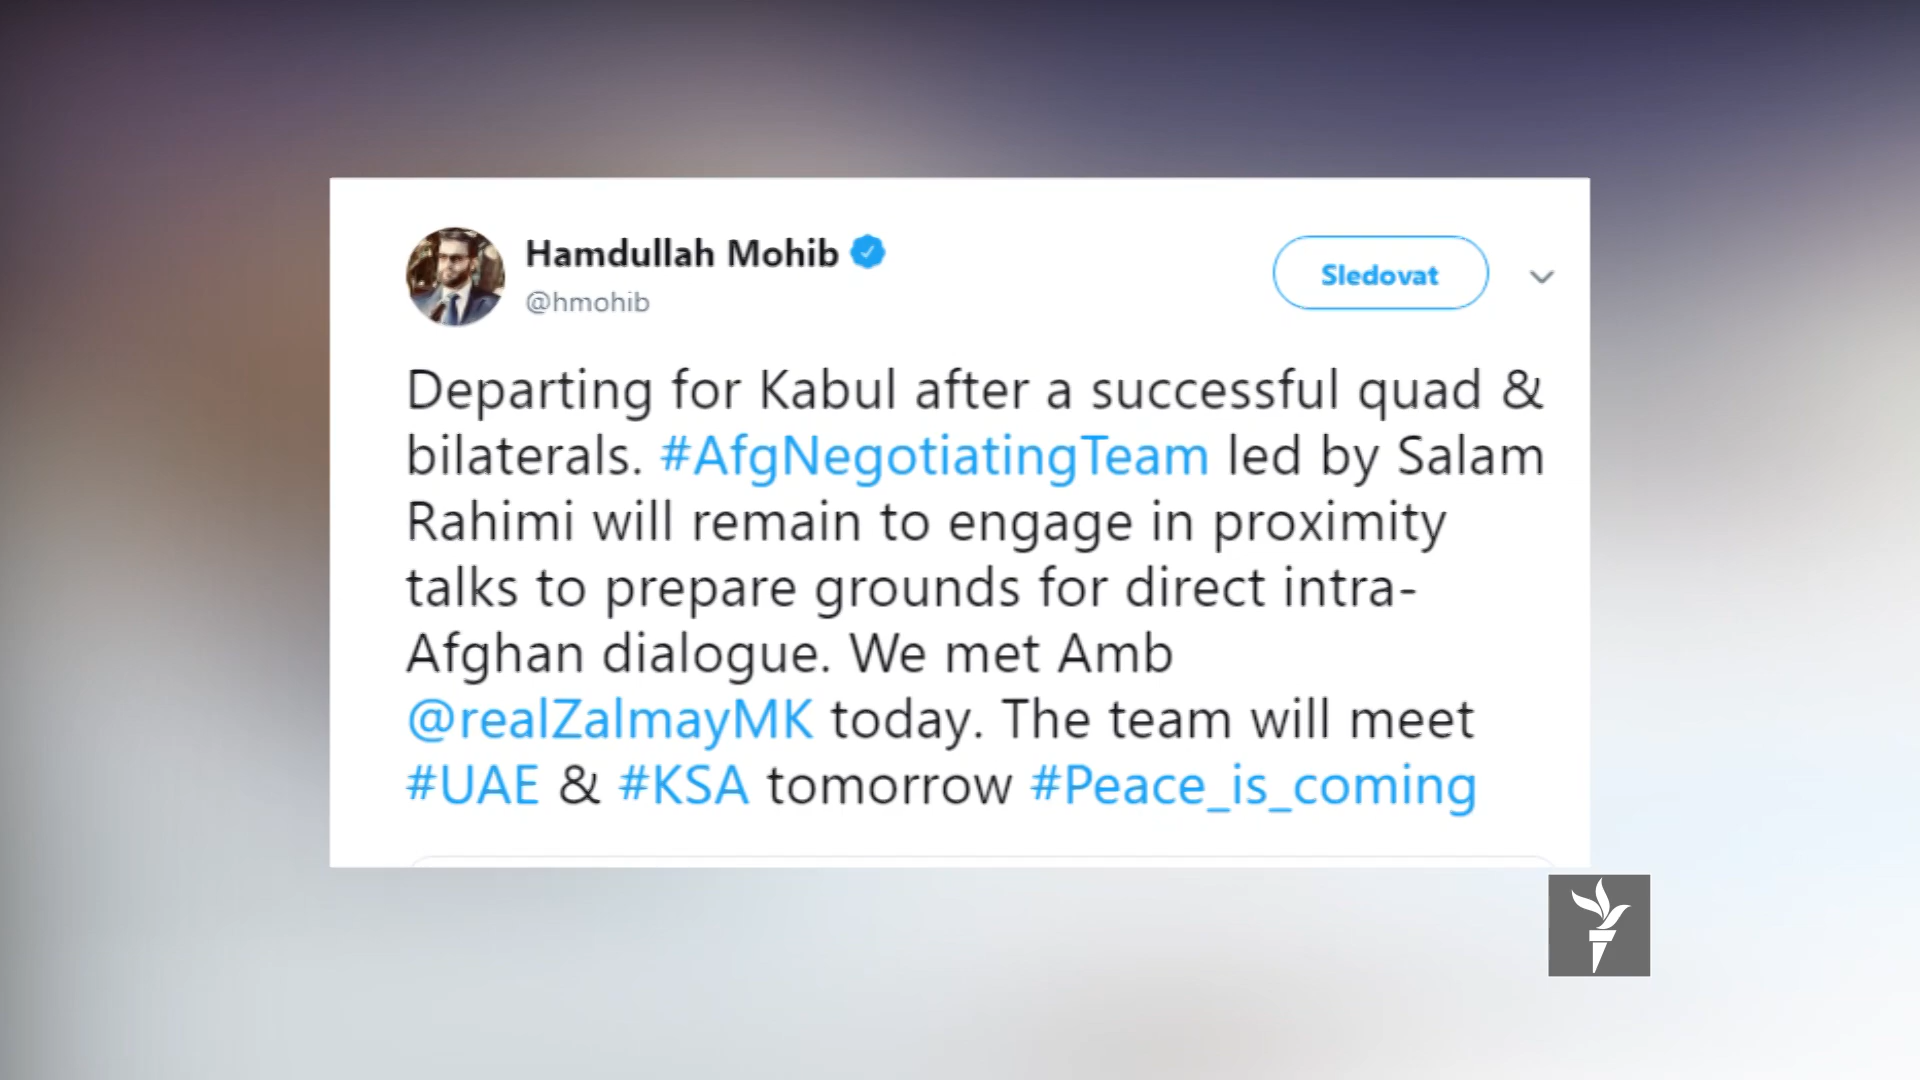 Hamdullah Mohib
@hmohib
Sledovat
Departing for Kabul after a successful quad &
bilaterals. #AfgNegotiatingTeam led by Salam
Rahimi will remain to engage in proximity
talks to prepare grounds for direct intra-
Afghan dialogue. We met Amb
@realZalmayMK today. The team will meet
#UAE & #KSA tomorrow #Peace_is_coming